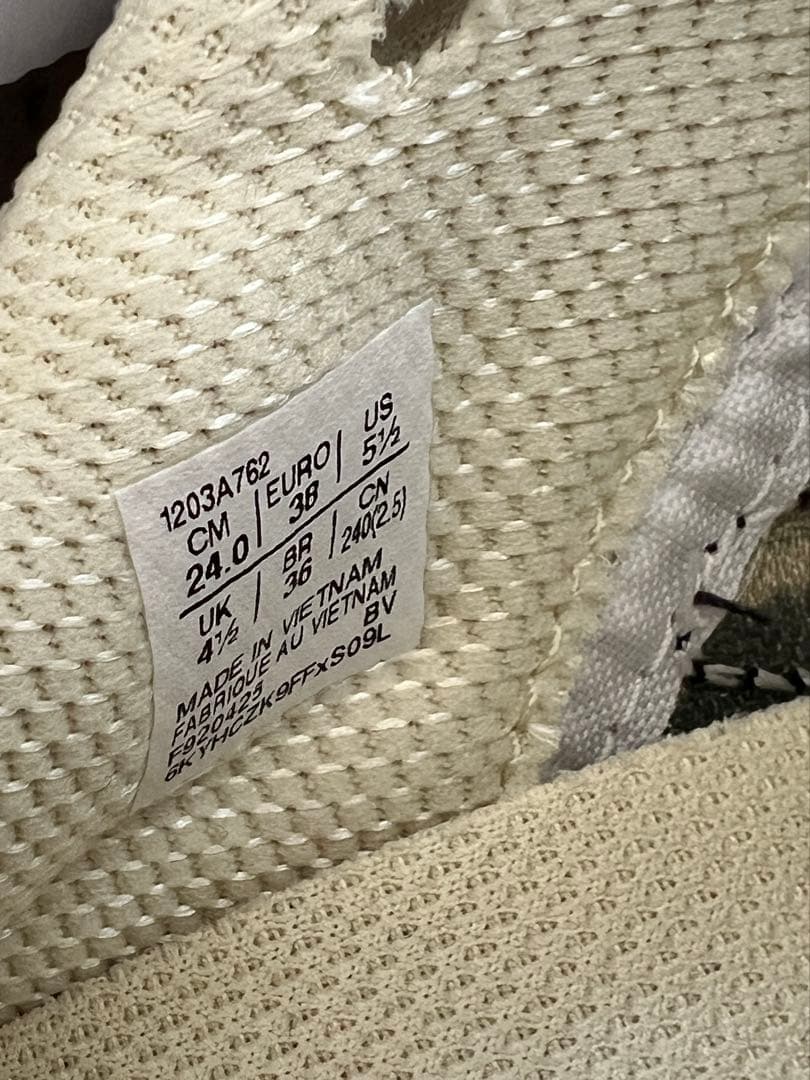 1203A762
CM | EURO | US
24.0 | 38 | 5½
UK | BR | CN
4½ | 36 | 240(2.5)
MADE IN VIETNAM
FABRIQUE AU VIETNAM
F920425 BV
6KYHCZK9FFxS09L